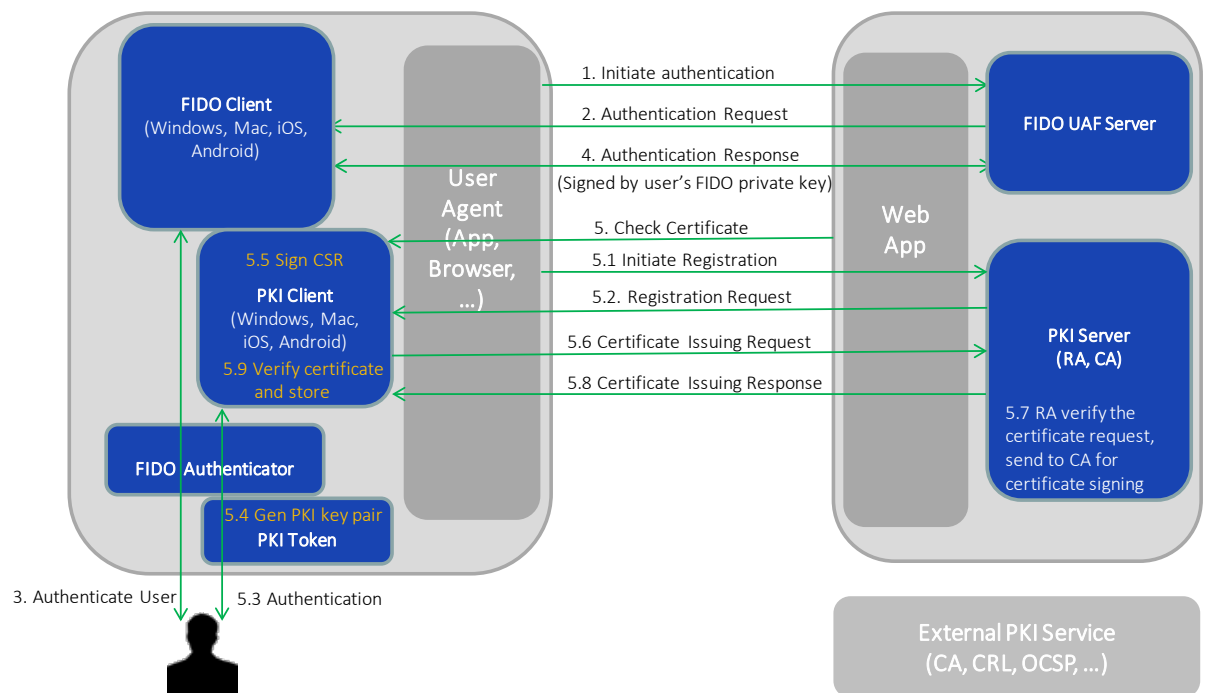 FIDO Client
(Windows, Mac, iOS,
Android)
5.5 Sign CSR
PKI Client
(Windows, Mac,
iOS, Android)
5.9 Verify certificate
and store
FIDO Authenticator
5.4 Gen PKI key pair
PKI Token
3. Authenticate User
5.3 Authentication
User
Agent
(App,
Browser,
...)
1. Initiate authentication
2. Authentication Request
4. Authentication Response
(Signed by user's FIDO private key)
5. Check Certificate
5.1 Initiate Registration
5.2. Registration Request
5.6 Certificate Issuing Request
5.8 Certificate Issuing Response
Web
App
FIDO UAF Server
PKI Server
(RA, CA)
5.7 RA verify the
certificate request,
send to CA for
certificate signing
External PKI Service
(CA, CRL, OCSP, ...)